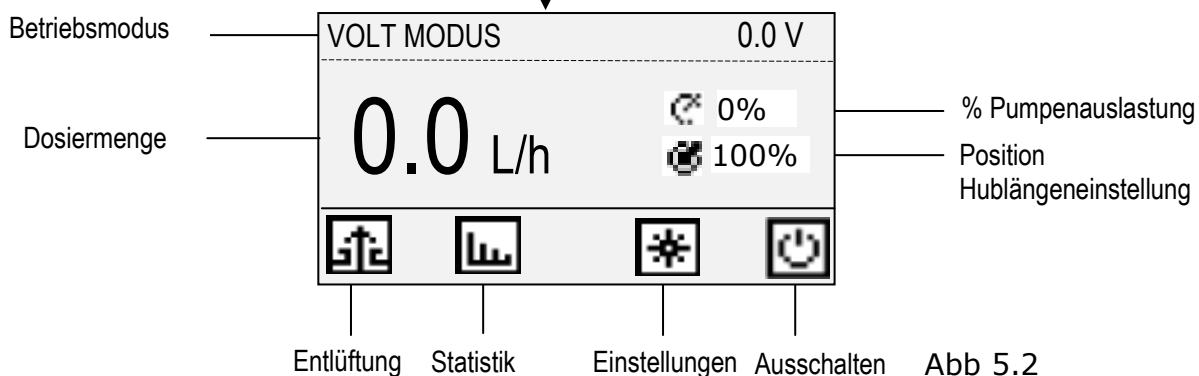 Betriebsmodus
VOLT MODUS 0.0 V
0.0 L/h
0%
100%
Dosiermenge
% Pumpenauslastung
Position
Hublängeneinstellung
Entlüftung Statistik Einstellungen Ausschalten Abb 5.2